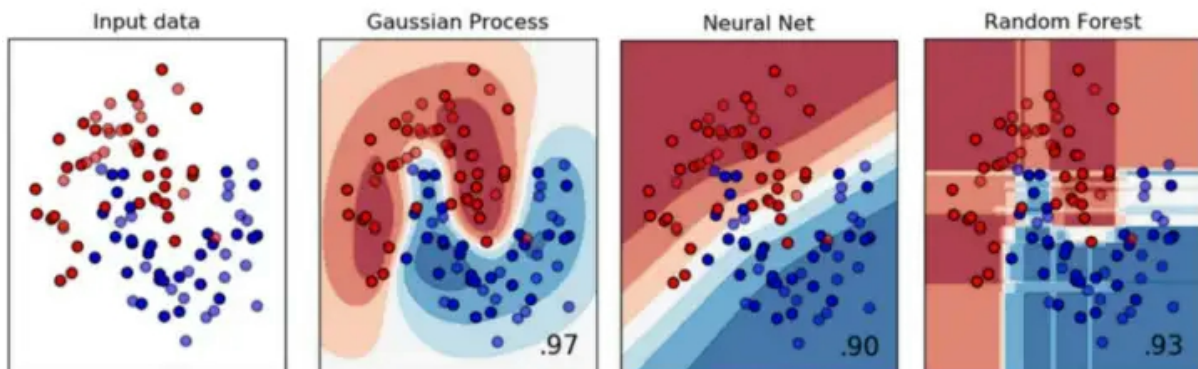 Input data
Gaussian Process
Neural Net
Random Forest
.97
.90
.93